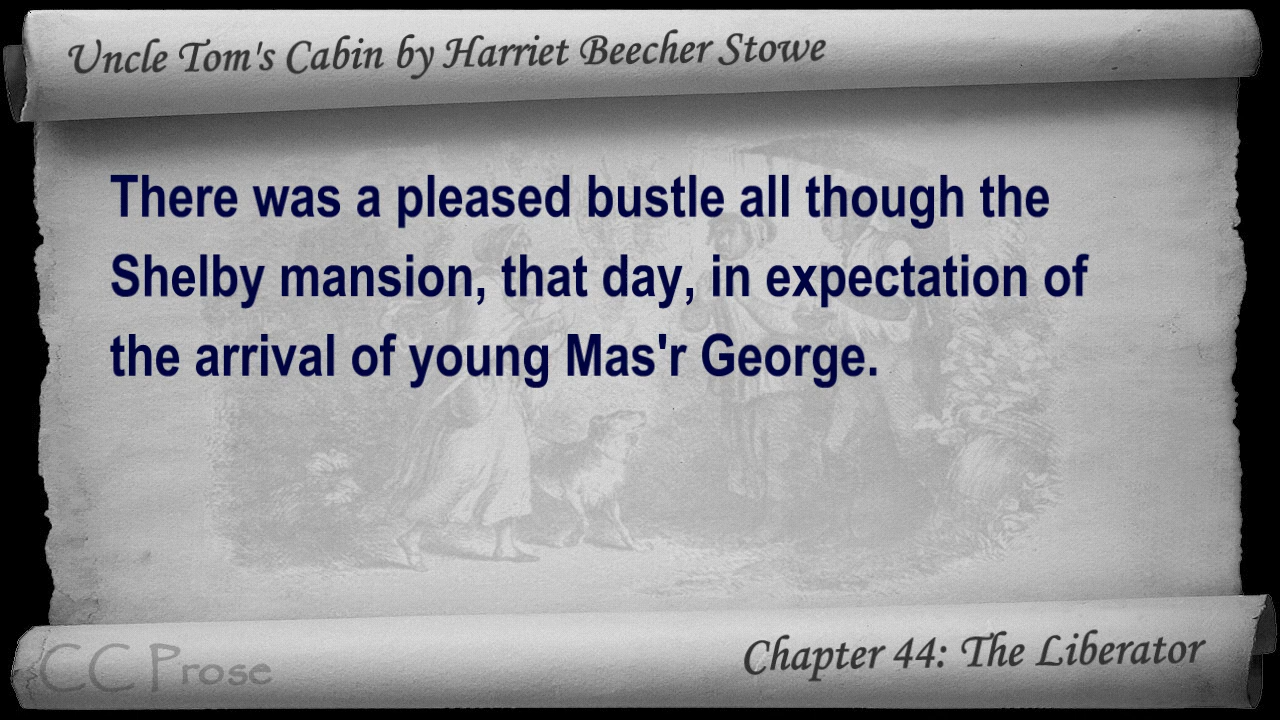 Uncle Tom's Cabin by Harriet Beecher Stowe
There was a pleased bustle all though the
Shelby mansion, that day, in expectation of
the arrival of young Mas'r George.
CC Prose
Chapter 44: The Liberator